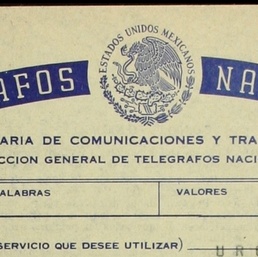 AFOS ESTADOS UNIDOS MEXICANOS NA
ARIA DE COMUNICACIONES Y TRA
CCION GENERAL DE TELEGRAFOS NACI
ALABRAS VALORES
SERVICIO QUE DESEE UTILIZAR) U R G